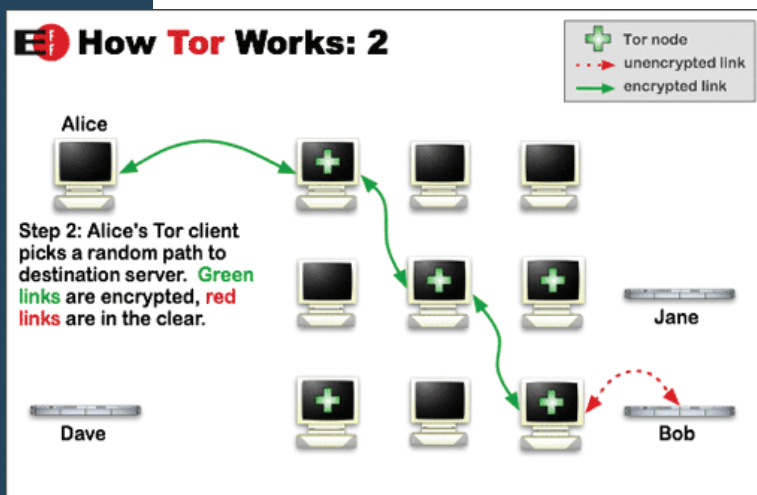 EFF How Tor Works: 2
Tor node
unencrypted link
encrypted link
Alice
Step 2: Alice's Tor client
picks a random path to
destination server. Green
links are encrypted, red
links are in the clear.
Jane
Dave
Bob